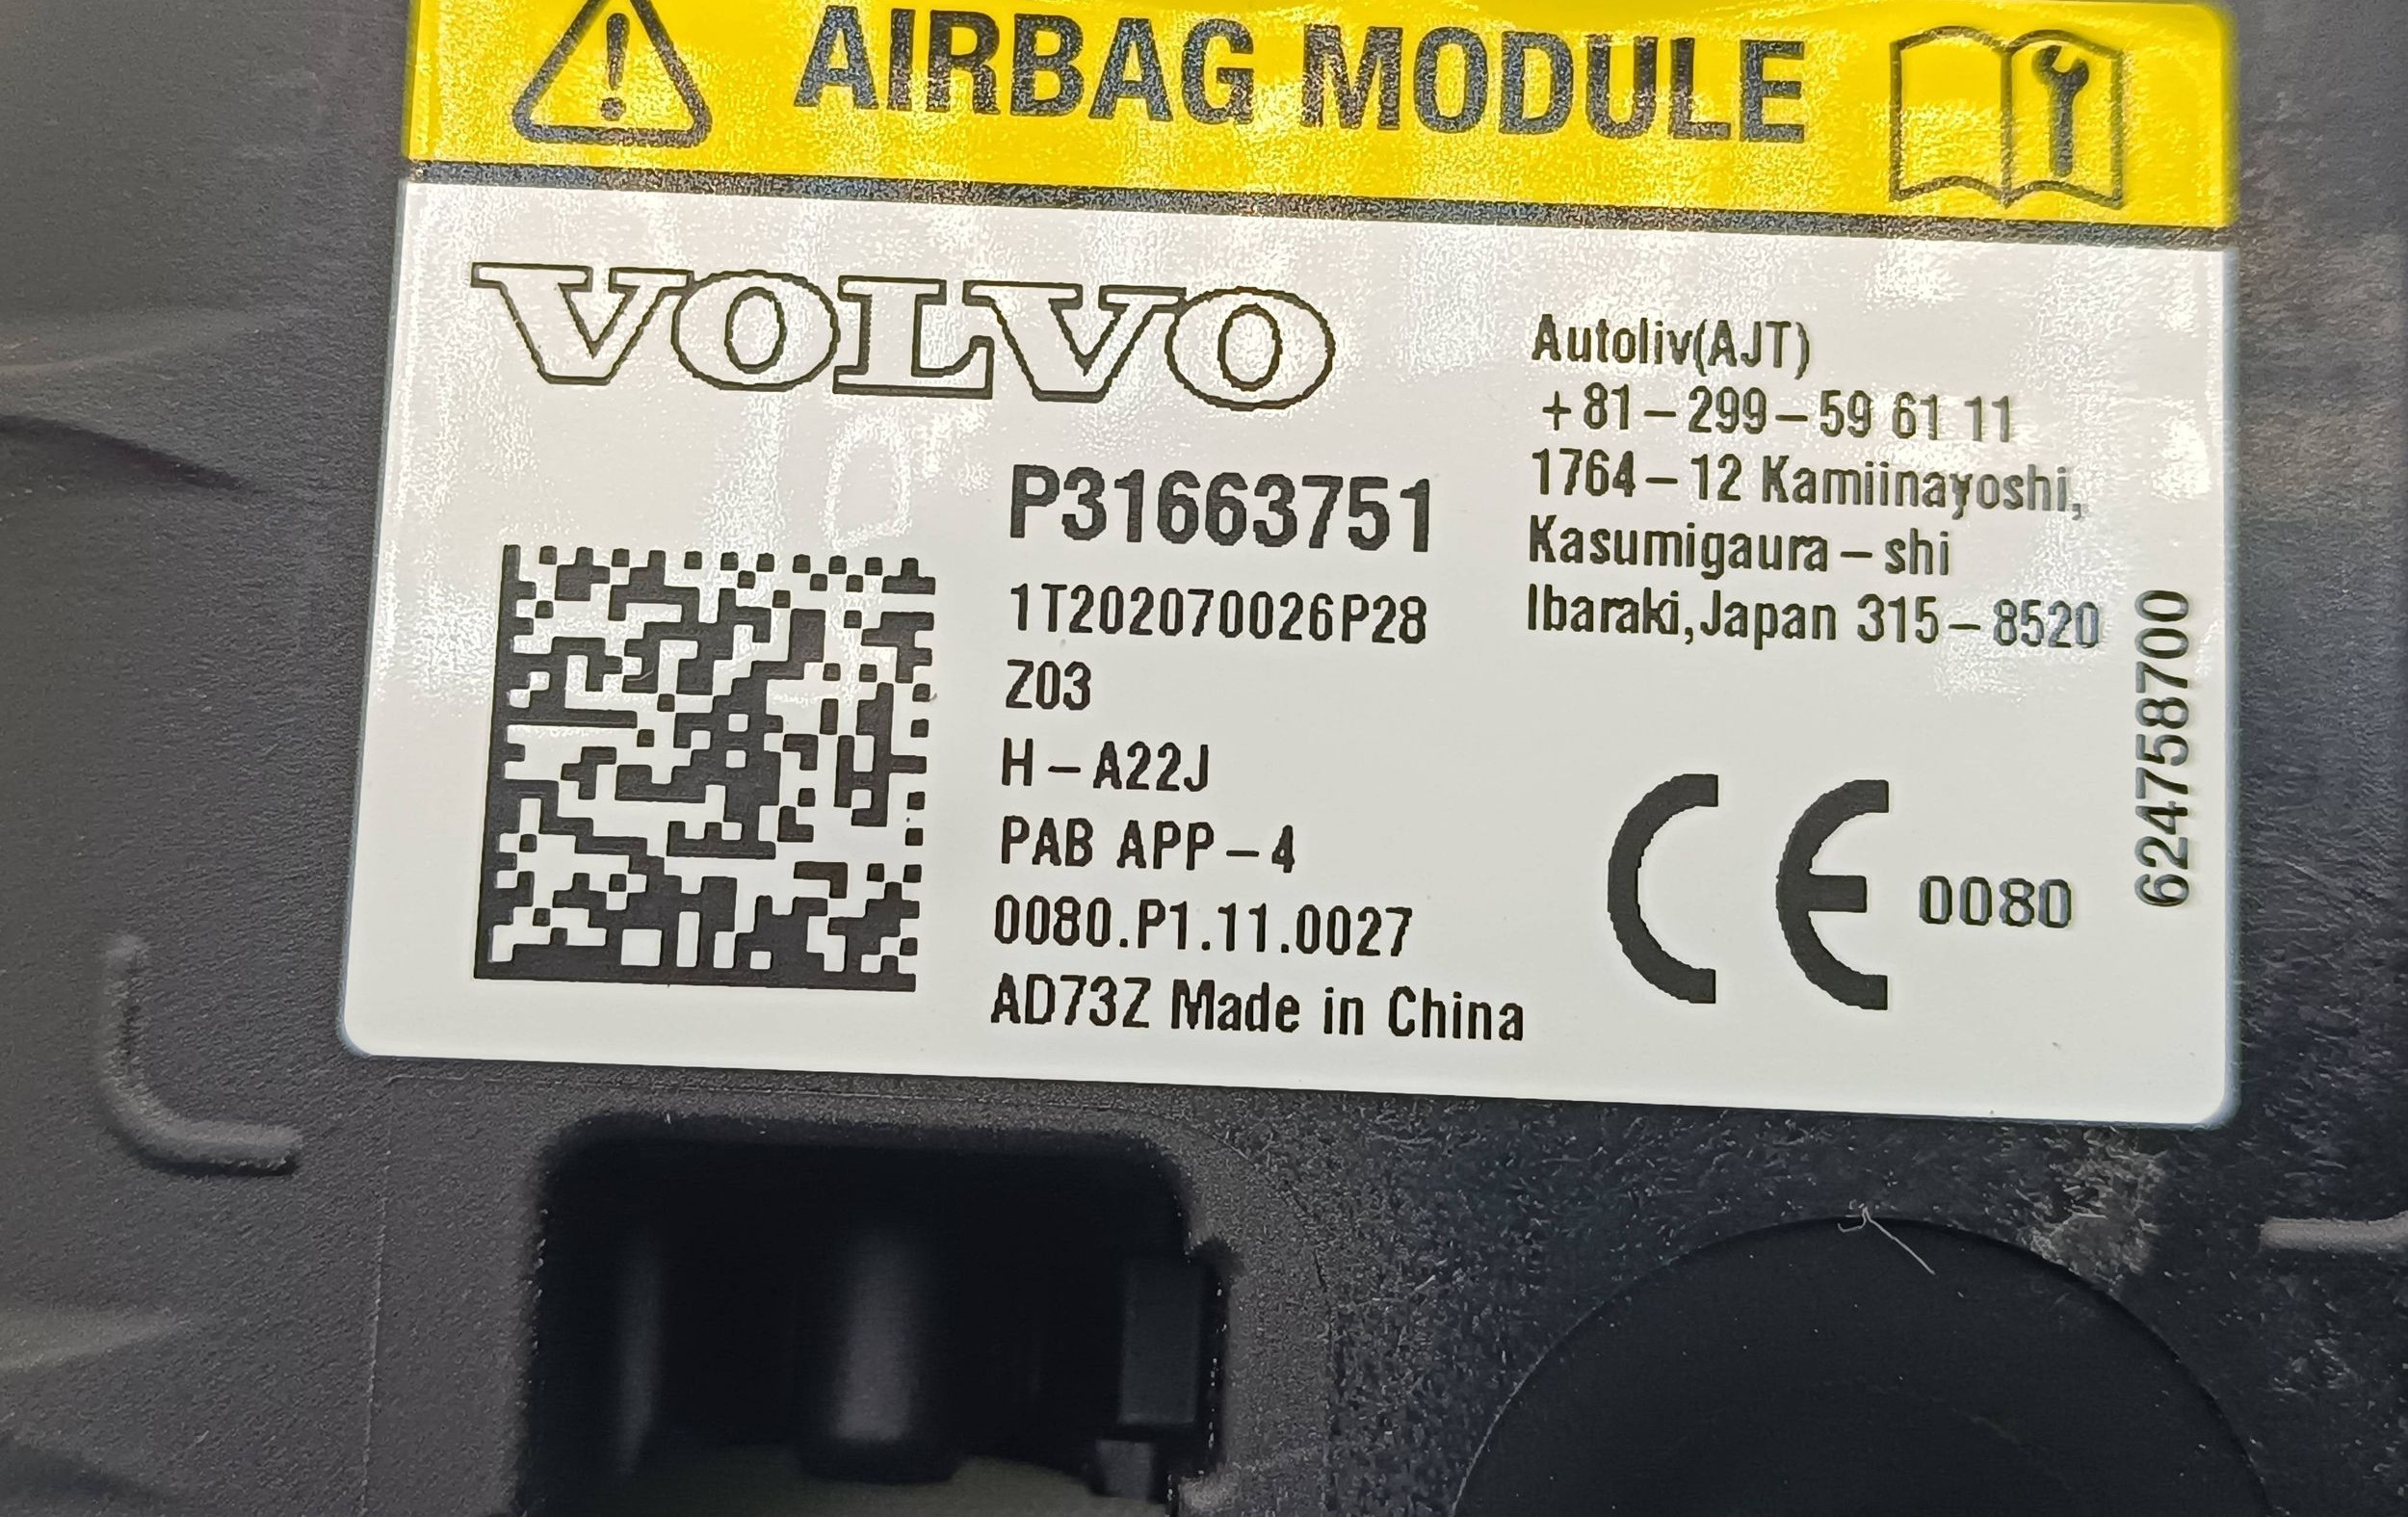 AIRBAG MODULE
VOLVO
P31663751
1T202070026P28
Z03
H-A22J
PAB APP-4
0080.P1.11.0027
AD73Z Made in China
Autoliv(AJT)
+81-299-59 61 11
1764-12 Kamiinayoshi,
Kasumigaura-shi
Ibaraki,Japan 315-8520
CE 0080
624758700